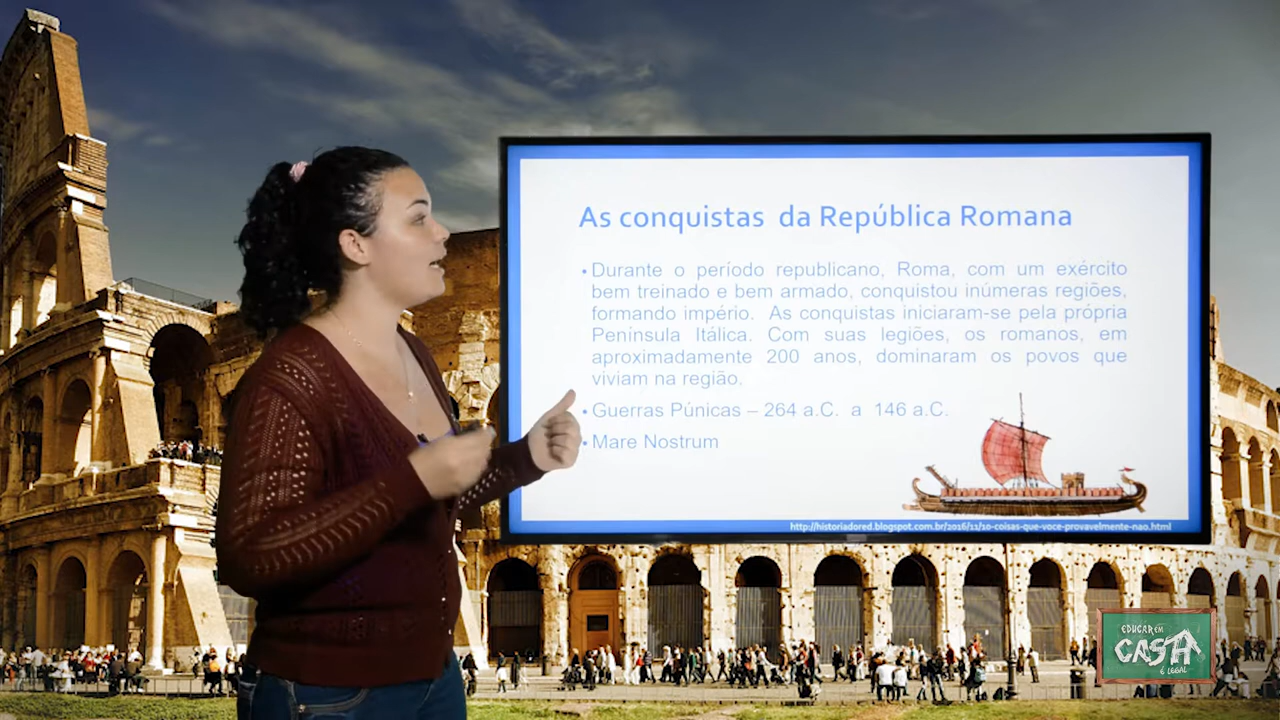 As conquistas da República Romana
•Durante o período republicano, Roma, com um exército
bem treinado e bem armado, conquistou inúmeras regiões,
formando império. As conquistas iniciaram-se pela própria
Península Itálica. Com suas legiões, os romanos, em
aproximadamente 200 anos, dominaram os povos que
viviam na região.
•Guerras Púnicas – 264 a.C. a 146 a.C.
•Mare Nostrum
http://historiadored.blogspot.com.br/2016/11/10-coisas-que-voce-provavelmente-nao.html
EDUCAR EM
CASA
É LEGAL